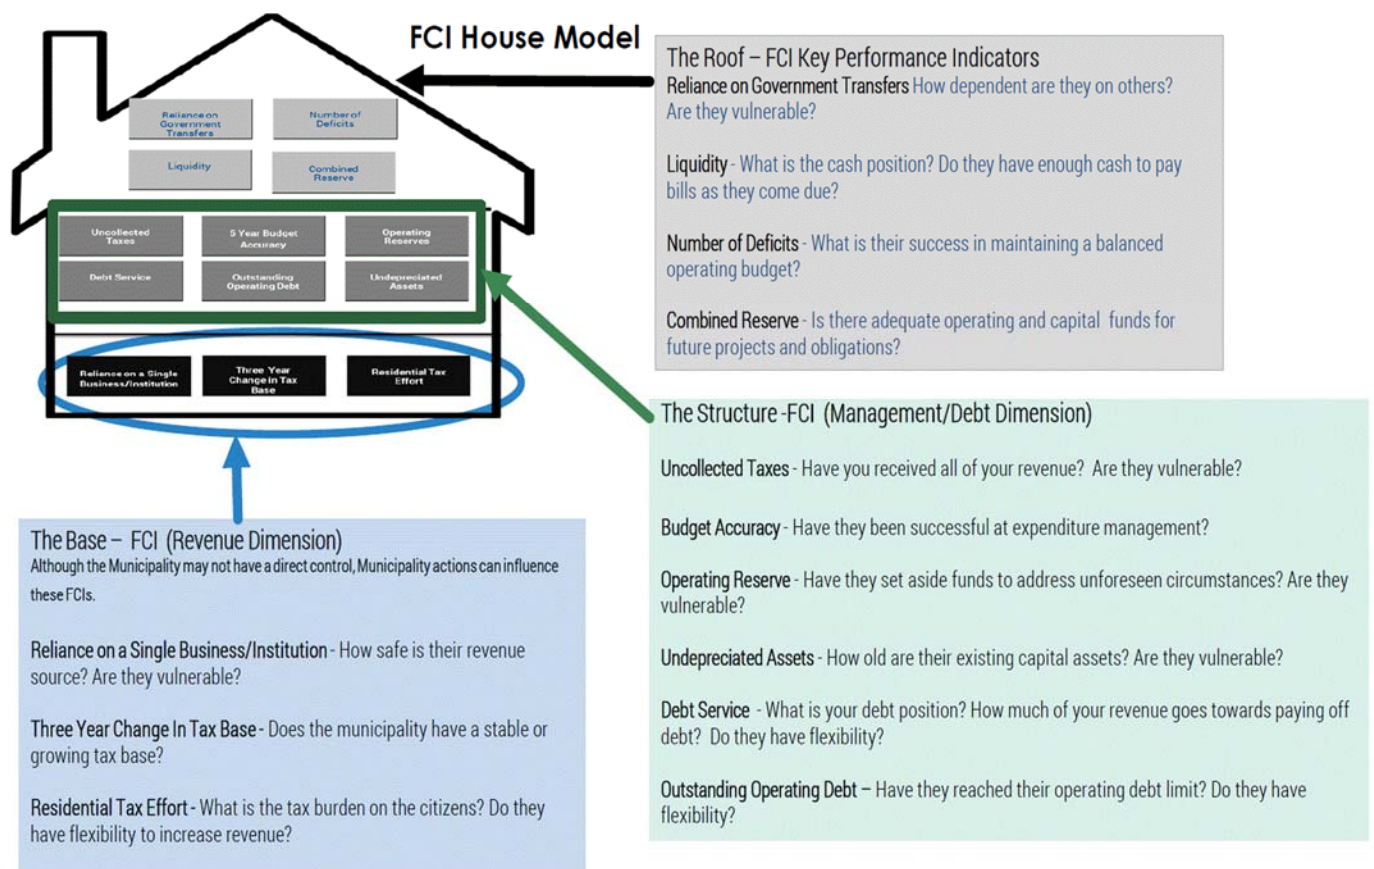 FCI House Model
Reliance on
Government
Transfers
Number of
Deficits
Liquidity
Combined
Reserve
Uncollected
Taxes
5 Year Budget
Accuracy
Operating
Reserves
Debt Service
Outstanding
Operating Debt
Undepreciated
Assets
Reliance on a Single
Business/Institution
Three Year
Change in Tax
Base
Residential Tax
Effort
The Roof – FCI Key Performance Indicators
Reliance on Government Transfers How dependent are they on others?
Are they vulnerable?
Liquidity - What is the cash position? Do they have enough cash to pay
bills as they come due?
Number of Deficits - What is their success in maintaining a balanced
operating budget?
Combined Reserve - Is there adequate operating and capital funds for
future projects and obligations?
The Structure -FCI (Management/Debt Dimension)
Uncollected Taxes - Have you received all of your revenue? Are they vulnerable?
Budget Accuracy - Have they been successful at expenditure management?
Operating Reserve - Have they set aside funds to address unforeseen circumstances? Are they
vulnerable?
Undepreciated Assets - How old are their existing capital assets? Are they vulnerable?
Debt Service - What is your debt position? How much of your revenue goes towards paying off
debt? Do they have flexibility?
Outstanding Operating Debt – Have they reached their operating debt limit? Do they have
flexibility?
The Base – FCI (Revenue Dimension)
Although the Municipality may not have a direct control, Municipality actions can influence
these FCIs.
Reliance on a Single Business/Institution - How safe is their revenue
source? Are they vulnerable?
Three Year Change In Tax Base - Does the municipality have a stable or
growing tax base?
Residential Tax Effort - What is the tax burden on the citizens? Do they
have flexibility to increase revenue?